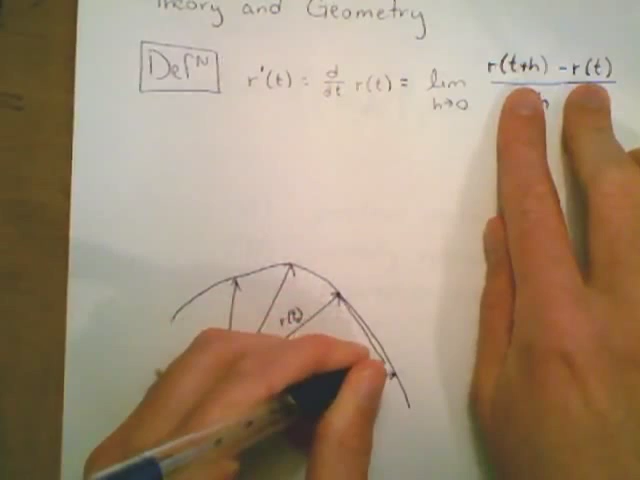 Theory and Geometry
Defᴺ
r'(t) = d/dt r(t) = lim h→0 r(t+h) - r(t) / h
r(t)